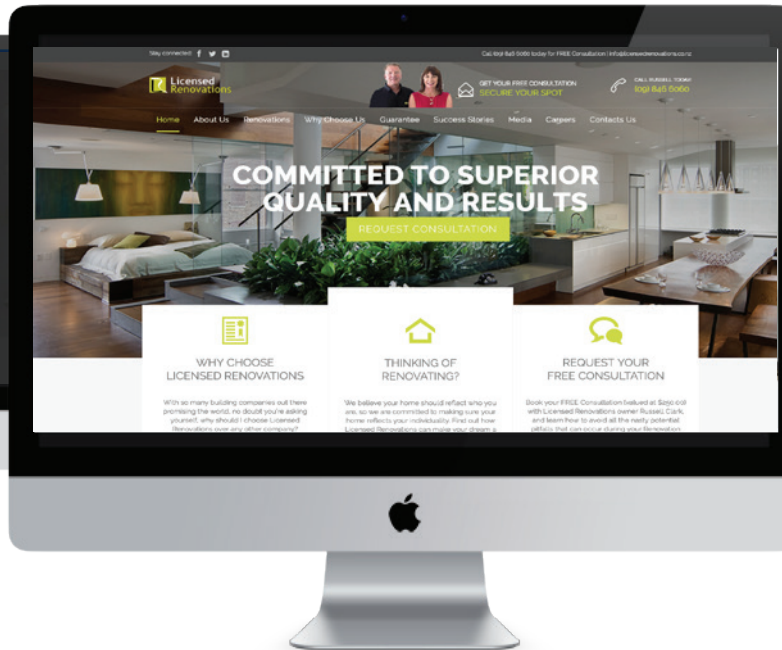 Stay connected:
Call (09) 846 6060 today for FREE Consultation | info@licensedrenovations.co.nz
Licensed
Renovations
GET YOUR FREE CONSULTATION
SECURE YOUR SPOT
CALL RUSSELL TODAY
(09) 846 6060
Home About Us Renovations Why Choose Us Guarantee Success Stories Media Careers Contacts Us
COMMITTED TO SUPERIOR
QUALITY AND RESULTS
REQUEST CONSULTATION
WHY CHOOSE
LICENSED RENOVATIONS
With so many building companies out there
promising the world, no doubt you're asking
yourself, why should I choose Licensed
Renovations over any other company?
THINKING OF
RENOVATING?
We believe your home should reflect who you
are, so we are committed to making sure your
home reflects your individuality. Find out how
Licensed Renovations can make your dream a
REQUEST YOUR
FREE CONSULTATION
Book your FREE Consultation (valued at $250.00)
with Licensed Renovations owner Russell Clark,
and learn how to avoid all the nasty potential
pitfalls that can occur during your Renovation